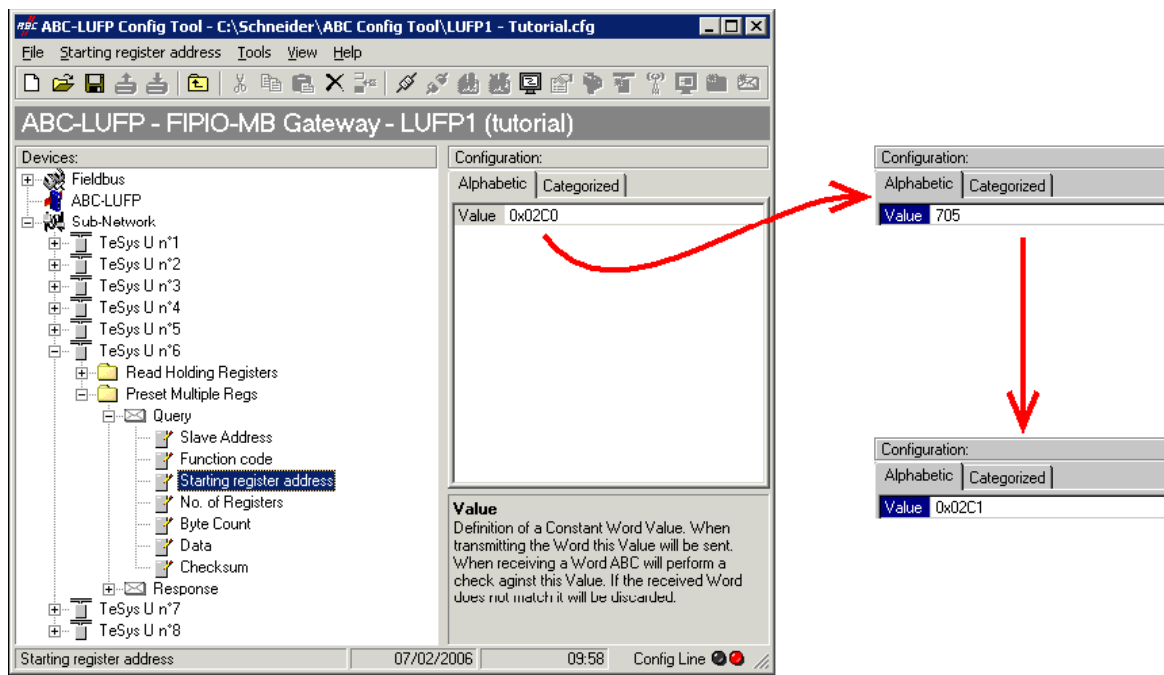 ABC-LUFP Config Tool - C:\Schneider\ABC Config Tool\LUFP1 - Tutorial.cfg
File Starting register address Tools View Help
ABC-LUFP - FIPIO-MB Gateway - LUFP1 (tutorial)
Devices:
Fieldbus
ABC-LUFP
Sub-Network
TeSys U n°1
TeSys U n°2
TeSys U n°3
TeSys U n°4
TeSys U n°5
TeSys U n°6
Read Holding Registers
Preset Multiple Regs
Query
Slave Address
Function code
Starting register address
No. of Registers
Byte Count
Data
Checksum
Response
TeSys U n°7
TeSys U n°8
Configuration:
Alphabetic Categorized
Value 0x02C0
Value
Definition of a Constant Word Value. When
transmitting the Word this Value will be sent.
When receiving a Word ABC will perform a
check aginst this Value. If the received Word
does not match it will be discarded.
Starting register address 07/02/2006 09:58 Config Line
Configuration:
Alphabetic Categorized
Value 705
Configuration:
Alphabetic Categorized
Value 0x02C1